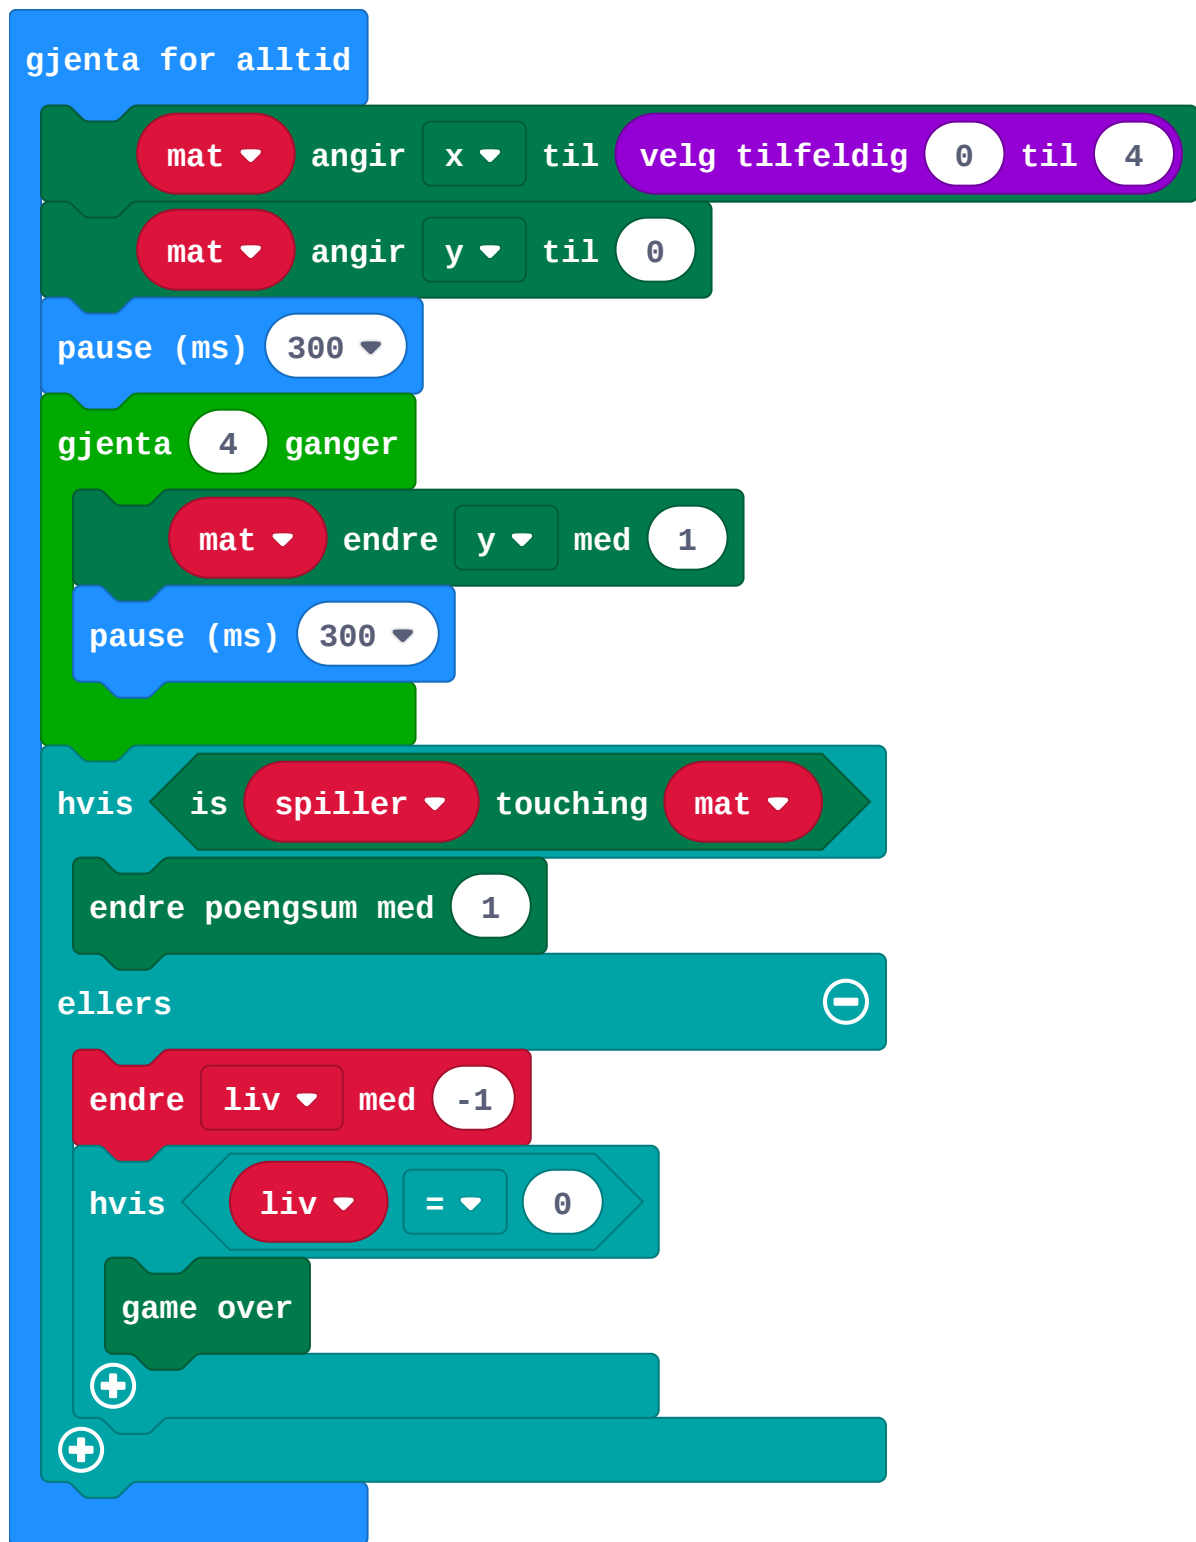 gjenta for alltid
mat angir x til velg tilfeldig 0 til 4
mat angir y til 0
pause (ms) 300
gjenta 4 ganger
mat endre y med 1
pause (ms) 300
hvis is spiller touching mat
endre poengsum med 1
ellers
endre liv med -1
hvis liv = 0
game over